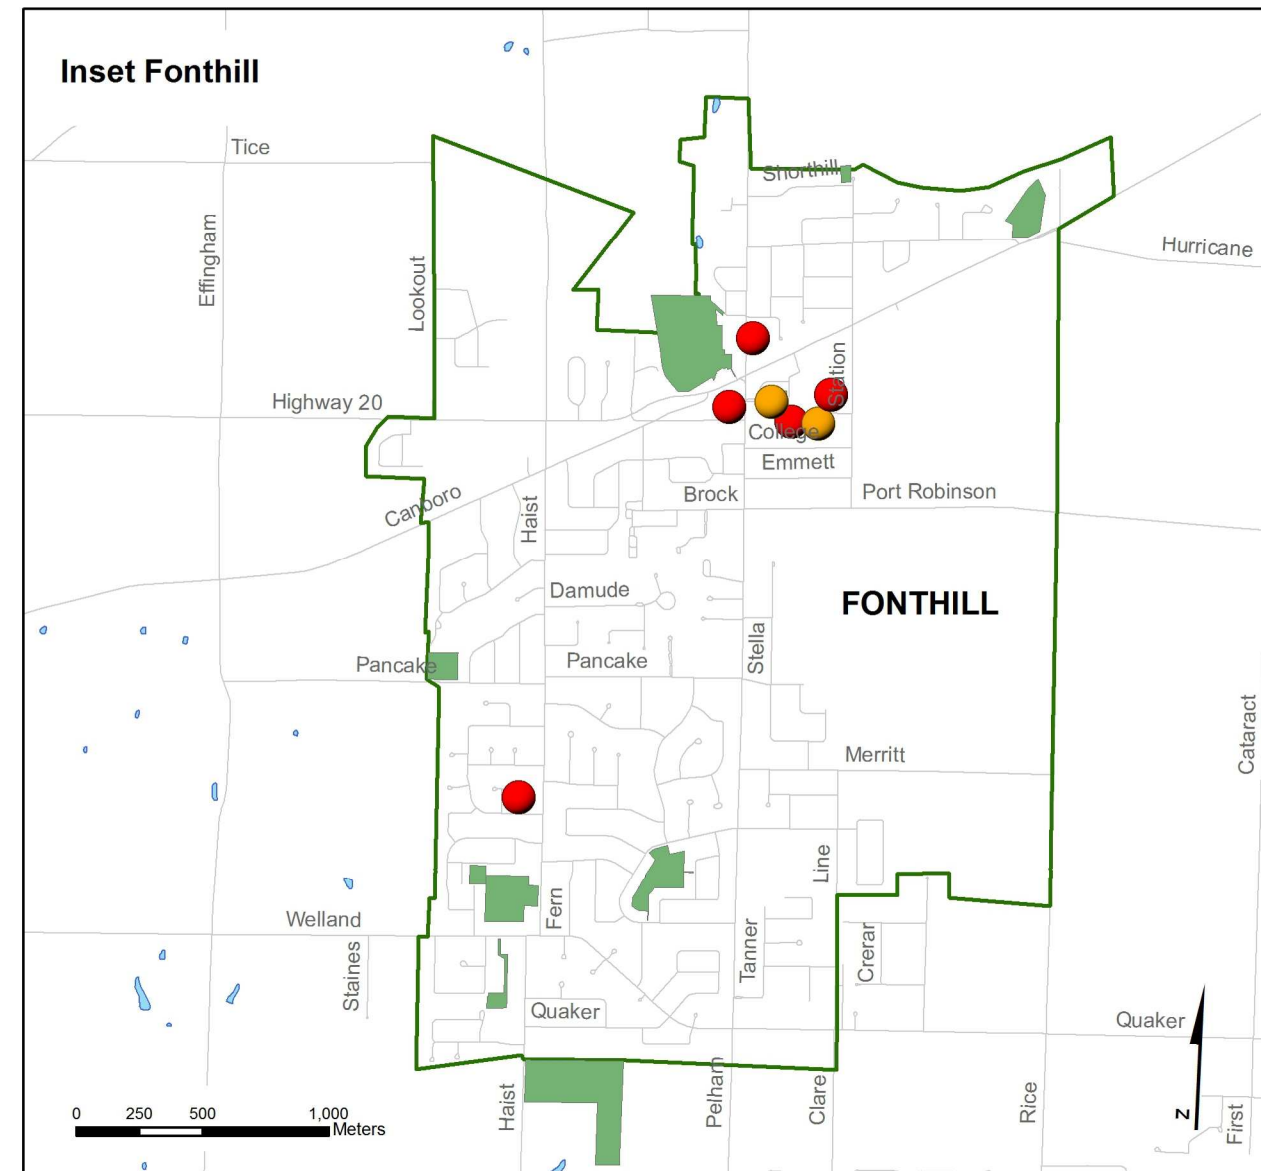 Inset Fonthill
Tice
Shorthill
Effingham
Lookout
Hurricane
Station
Highway 20
College
Emmett
Canboro
Haist
Brock
Port Robinson
Damude
FONTHILL
Pancake
Pancake
Stella
Cataract
Merritt
Line
Fern
Welland
Staines
Tanner
Crerar
Quaker
Quaker
Haist
Pelham
Clare
Rice
First
N
0 250 500 1,000
Meters